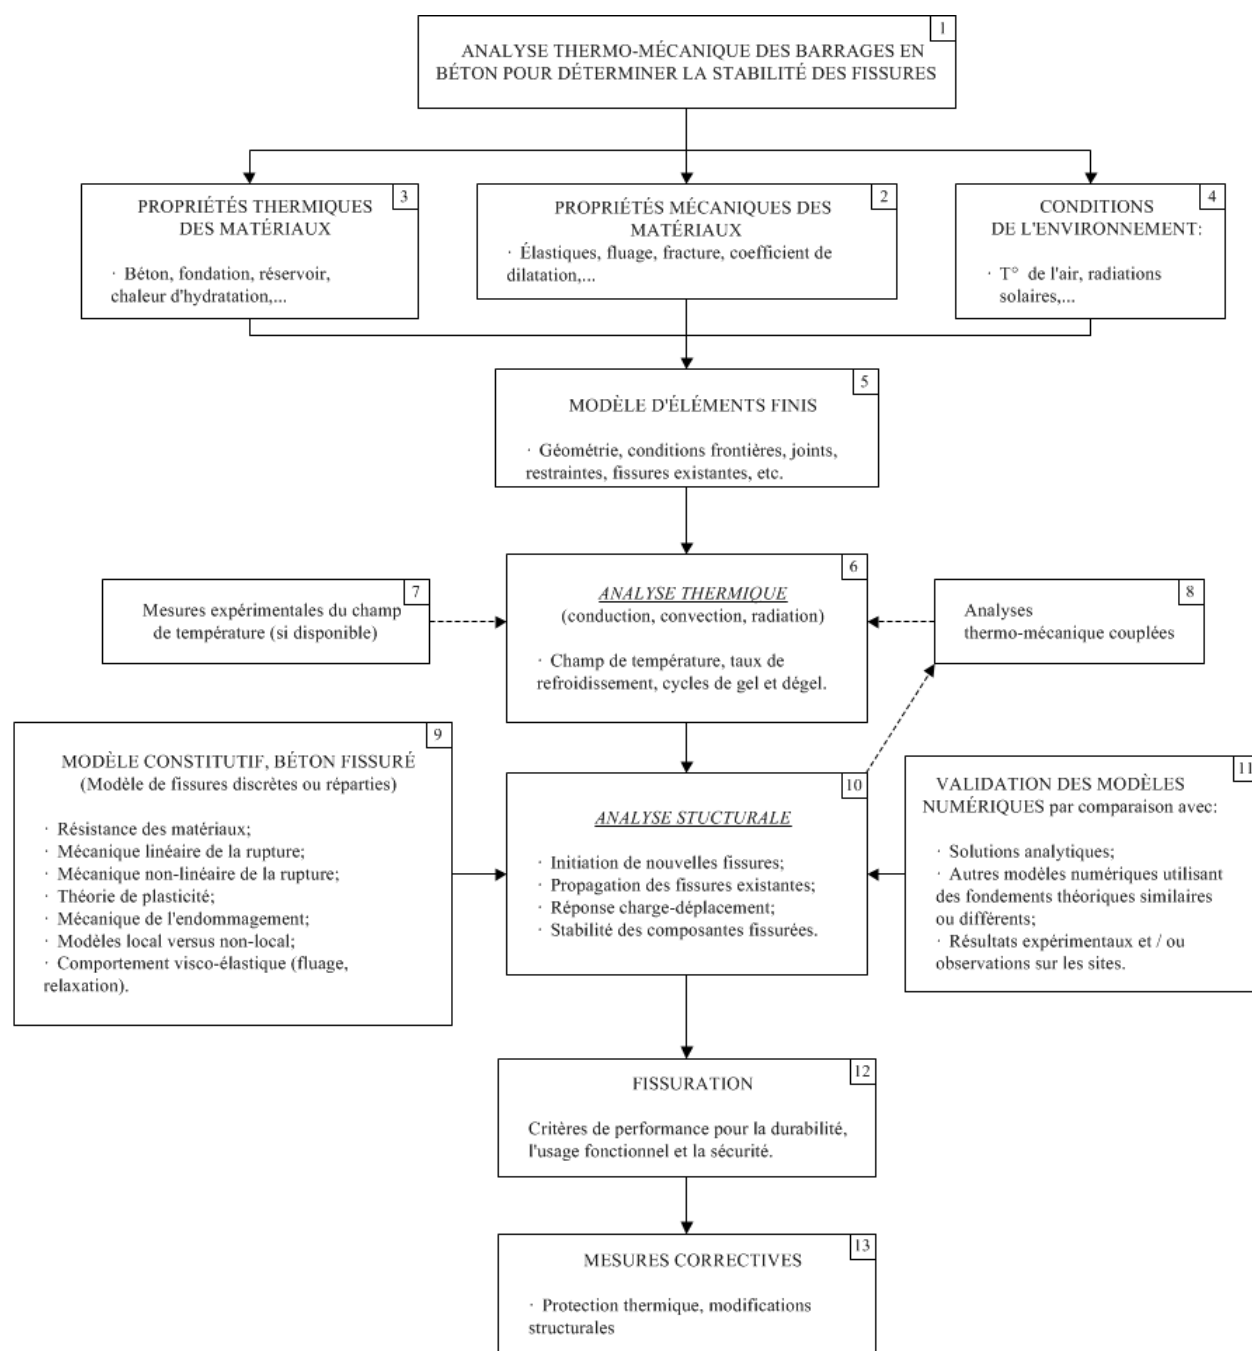 1
ANALYSE THERMO-MÉCANIQUE DES BARRAGES EN
BÉTON POUR DÉTERMINER LA STABILITÉ DES FISSURES
3
PROPRIÉTÉS THERMIQUES
DES MATÉRIAUX
· Béton, fondation, réservoir,
chaleur d'hydratation,...
2
PROPRIÉTÉS MÉCANIQUES DES
MATÉRIAUX
· Élastiques, fluage, fracture, coefficient de
dilatation,...
4
CONDITIONS
DE L'ENVIRONNEMENT:
· T° de l'air, radiations
solaires,...
5
MODÈLE D'ÉLÉMENTS FINIS
· Géométrie, conditions frontières, joints,
restraintes, fissures existantes, etc.
6
ANALYSE THERMIQUE
(conduction, convection, radiation)
· Champ de température, taux de
refroidissement, cycles de gel et dégel.
7
Mesures expérimentales du champ
de température (si disponible)
8
Analyses
thermo-mécanique couplées
9
MODÈLE CONSTITUTIF, BÉTON FISSURÉ
(Modèle de fissures discrètes ou réparties)
· Résistance des matériaux;
· Mécanique linéaire de la rupture;
· Mécanique non-linéaire de la rupture;
· Théorie de plasticité;
· Mécanique de l'endommagement;
· Modèles local versus non-local;
· Comportement visco-élastique (fluage,
relaxation).
10
ANALYSE STUCTURALE
· Initiation de nouvelles fissures;
· Propagation des fissures existantes;
· Réponse charge-déplacement;
· Stabilité des composantes fissurées.
11
VALIDATION DES MODÈLES
NUMÉRIQUES par comparaison avec:
· Solutions analytiques;
· Autres modèles numériques utilisant
des fondements théoriques similaires
ou différents;
· Résultats expérimentaux et / ou
observations sur les sites.
12
FISSURATION
Critères de performance pour la durabilité,
l'usage fonctionnel et la sécurité.
13
MESURES CORRECTIVES
· Protection thermique, modifications
structurales